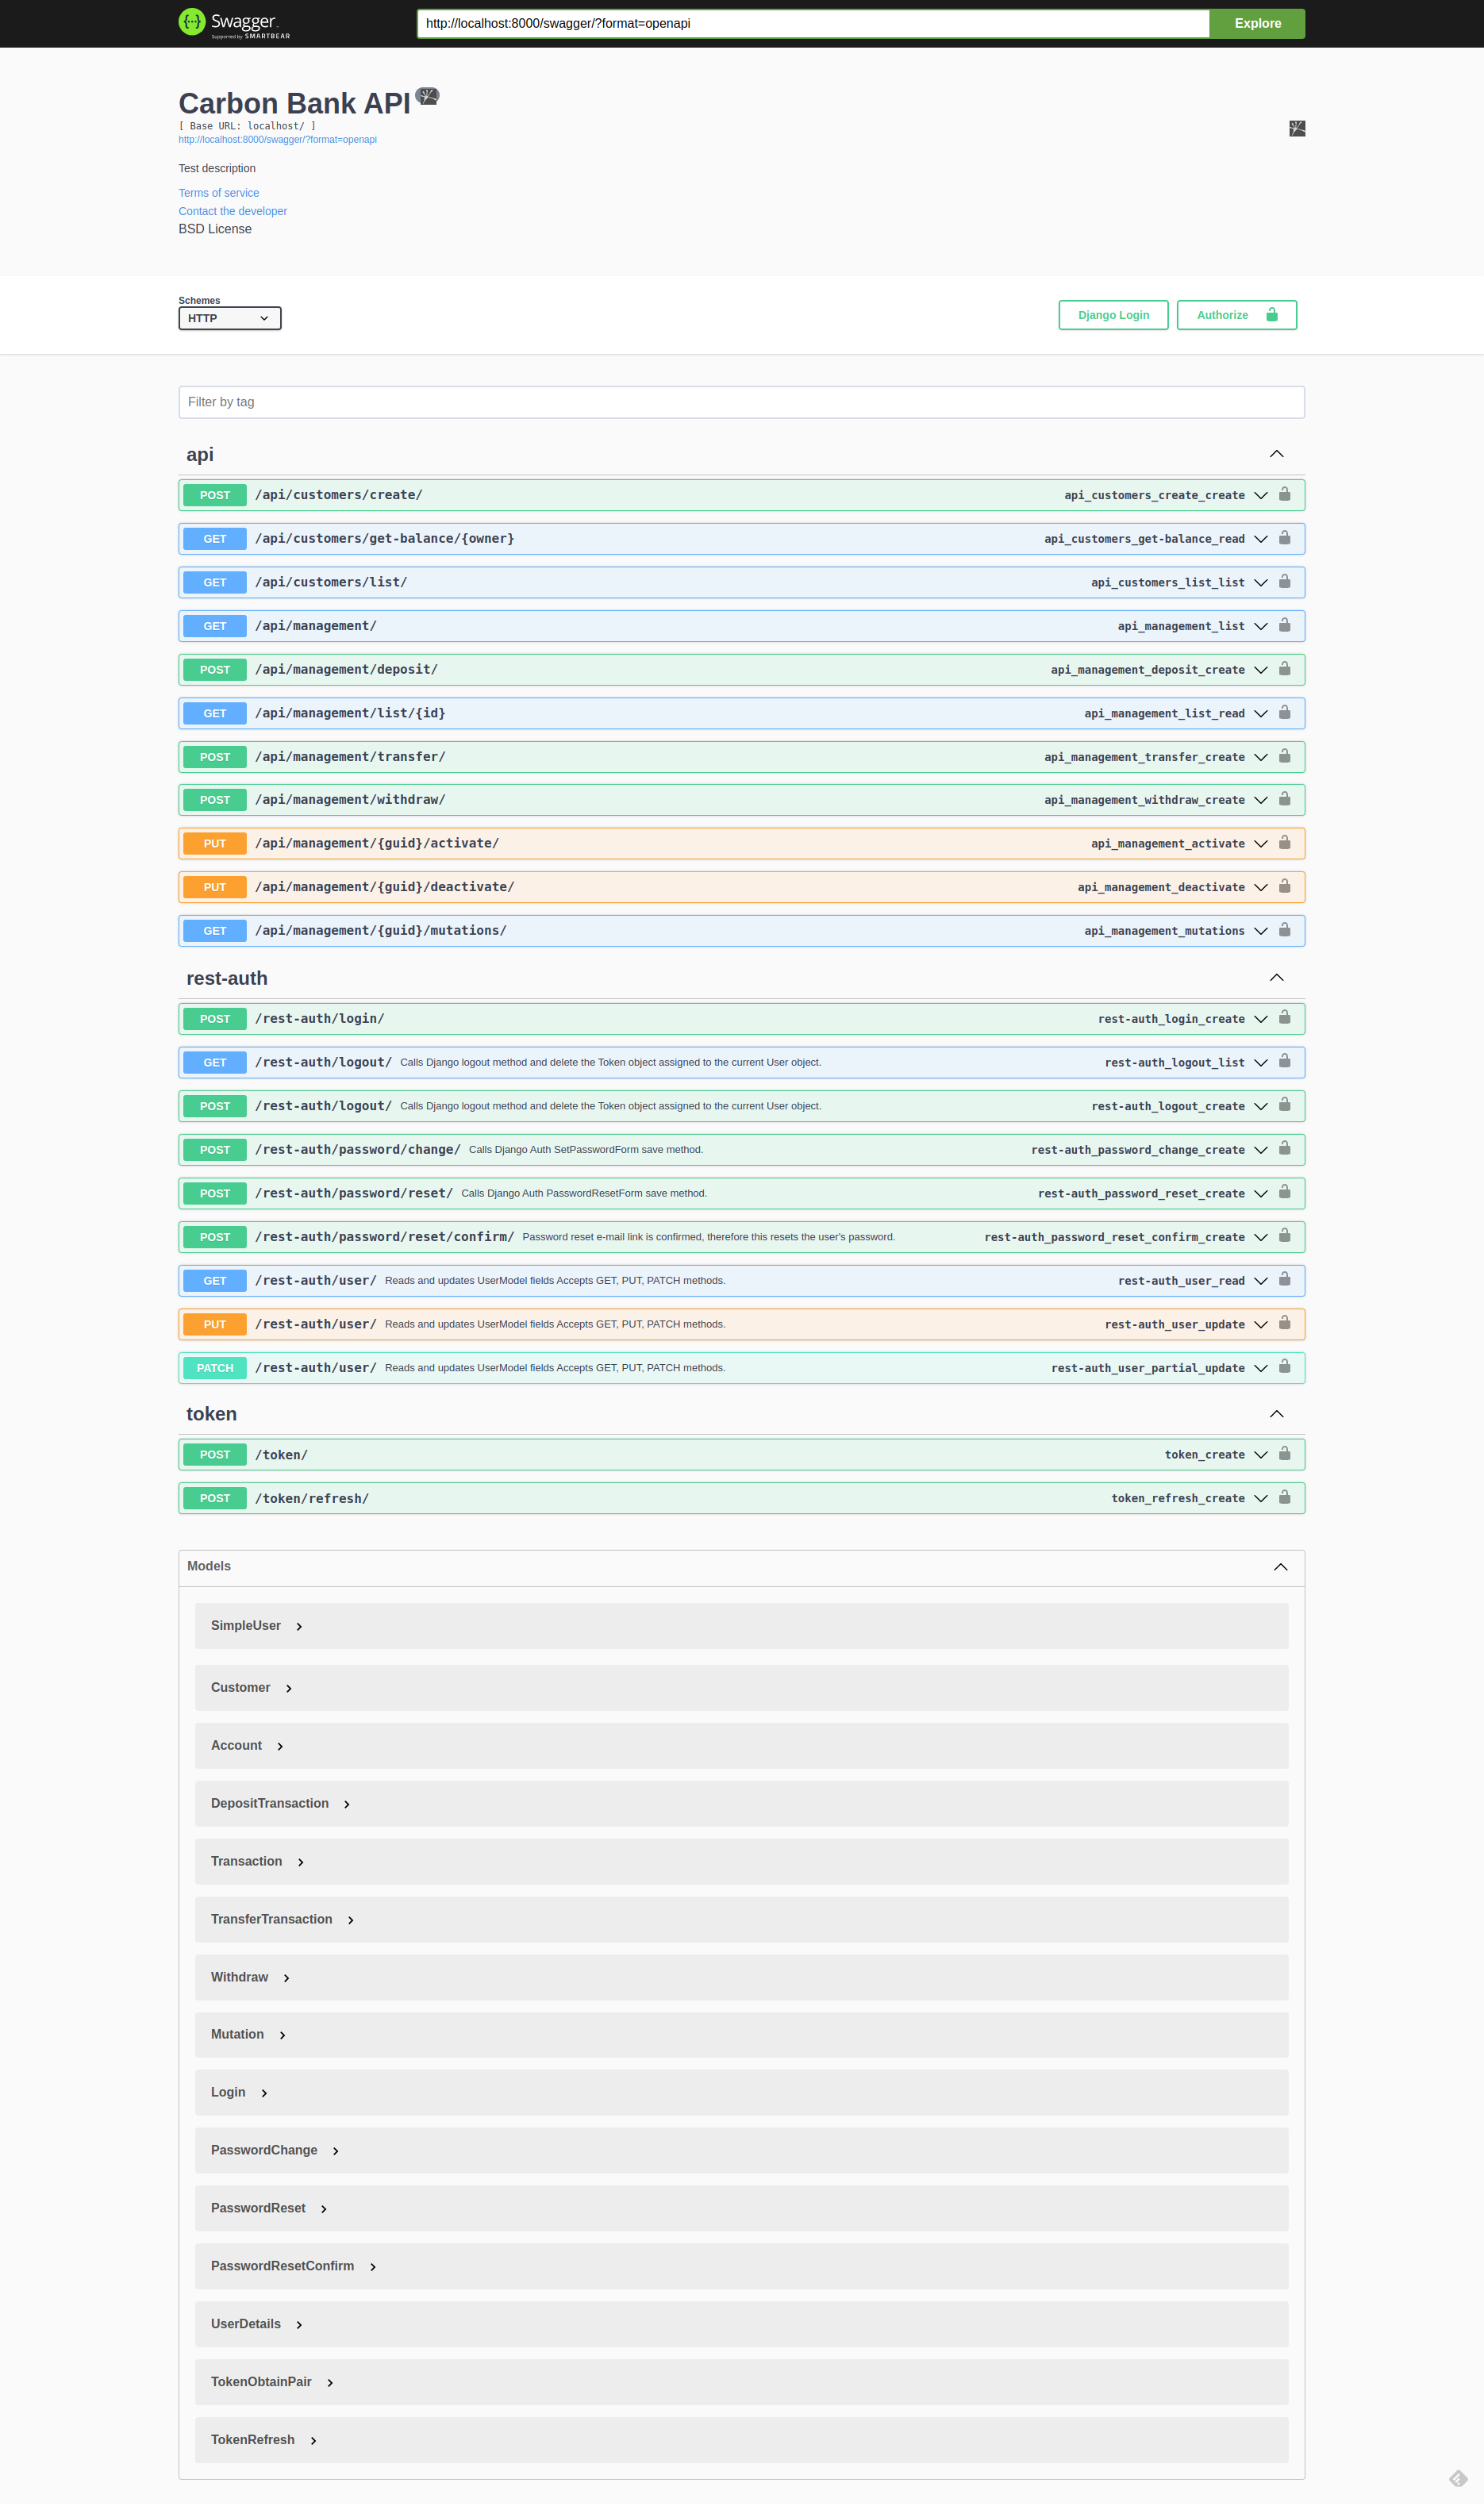 Swagger.
Supported by SMARTBEAR
http://localhost:8000/swagger/?format=openapi
Explore
Carbon Bank API
[ Base URL: localhost/ ]
http://localhost:8000/swagger/?format=openapi
Test description
Terms of service
Contact the developer
BSD License
Schemes
HTTP
Django Login
Authorize
Filter by tag
api
POST /api/customers/create/ api_customers_create_create
GET /api/customers/get-balance/{owner} api_customers_get-balance_read
GET /api/customers/list/ api_customers_list_list
GET /api/management/ api_management_list
POST /api/management/deposit/ api_management_deposit_create
GET /api/management/list/{id} api_management_list_read
POST /api/management/transfer/ api_management_transfer_create
POST /api/management/withdraw/ api_management_withdraw_create
PUT /api/management/{guid}/activate/ api_management_activate
PUT /api/management/{guid}/deactivate/ api_management_deactivate
GET /api/management/{guid}/mutations/ api_management_mutations
rest-auth
POST /rest-auth/login/ rest-auth_login_create
GET /rest-auth/logout/ Calls Django logout method and delete the Token object assigned to the current User object. rest-auth_logout_list
POST /rest-auth/logout/ Calls Django logout method and delete the Token object assigned to the current User object. rest-auth_logout_create
POST /rest-auth/password/change/ Calls Django Auth SetPasswordForm save method. rest-auth_password_change_create
POST /rest-auth/password/reset/ Calls Django Auth PasswordResetForm save method. rest-auth_password_reset_create
POST /rest-auth/password/reset/confirm/ Password reset e-mail link is confirmed, therefore this resets the user's password. rest-auth_password_reset_confirm_create
GET /rest-auth/user/ Reads and updates UserModel fields Accepts GET, PUT, PATCH methods. rest-auth_user_read
PUT /rest-auth/user/ Reads and updates UserModel fields Accepts GET, PUT, PATCH methods. rest-auth_user_update
PATCH /rest-auth/user/ Reads and updates UserModel fields Accepts GET, PUT, PATCH methods. rest-auth_user_partial_update
token
POST /token/ token_create
POST /token/refresh/ token_refresh_create
Models
SimpleUser
Customer
Account
DepositTransaction
Transaction
TransferTransaction
Withdraw
Mutation
Login
PasswordChange
PasswordReset
PasswordResetConfirm
UserDetails
TokenObtainPair
TokenRefresh